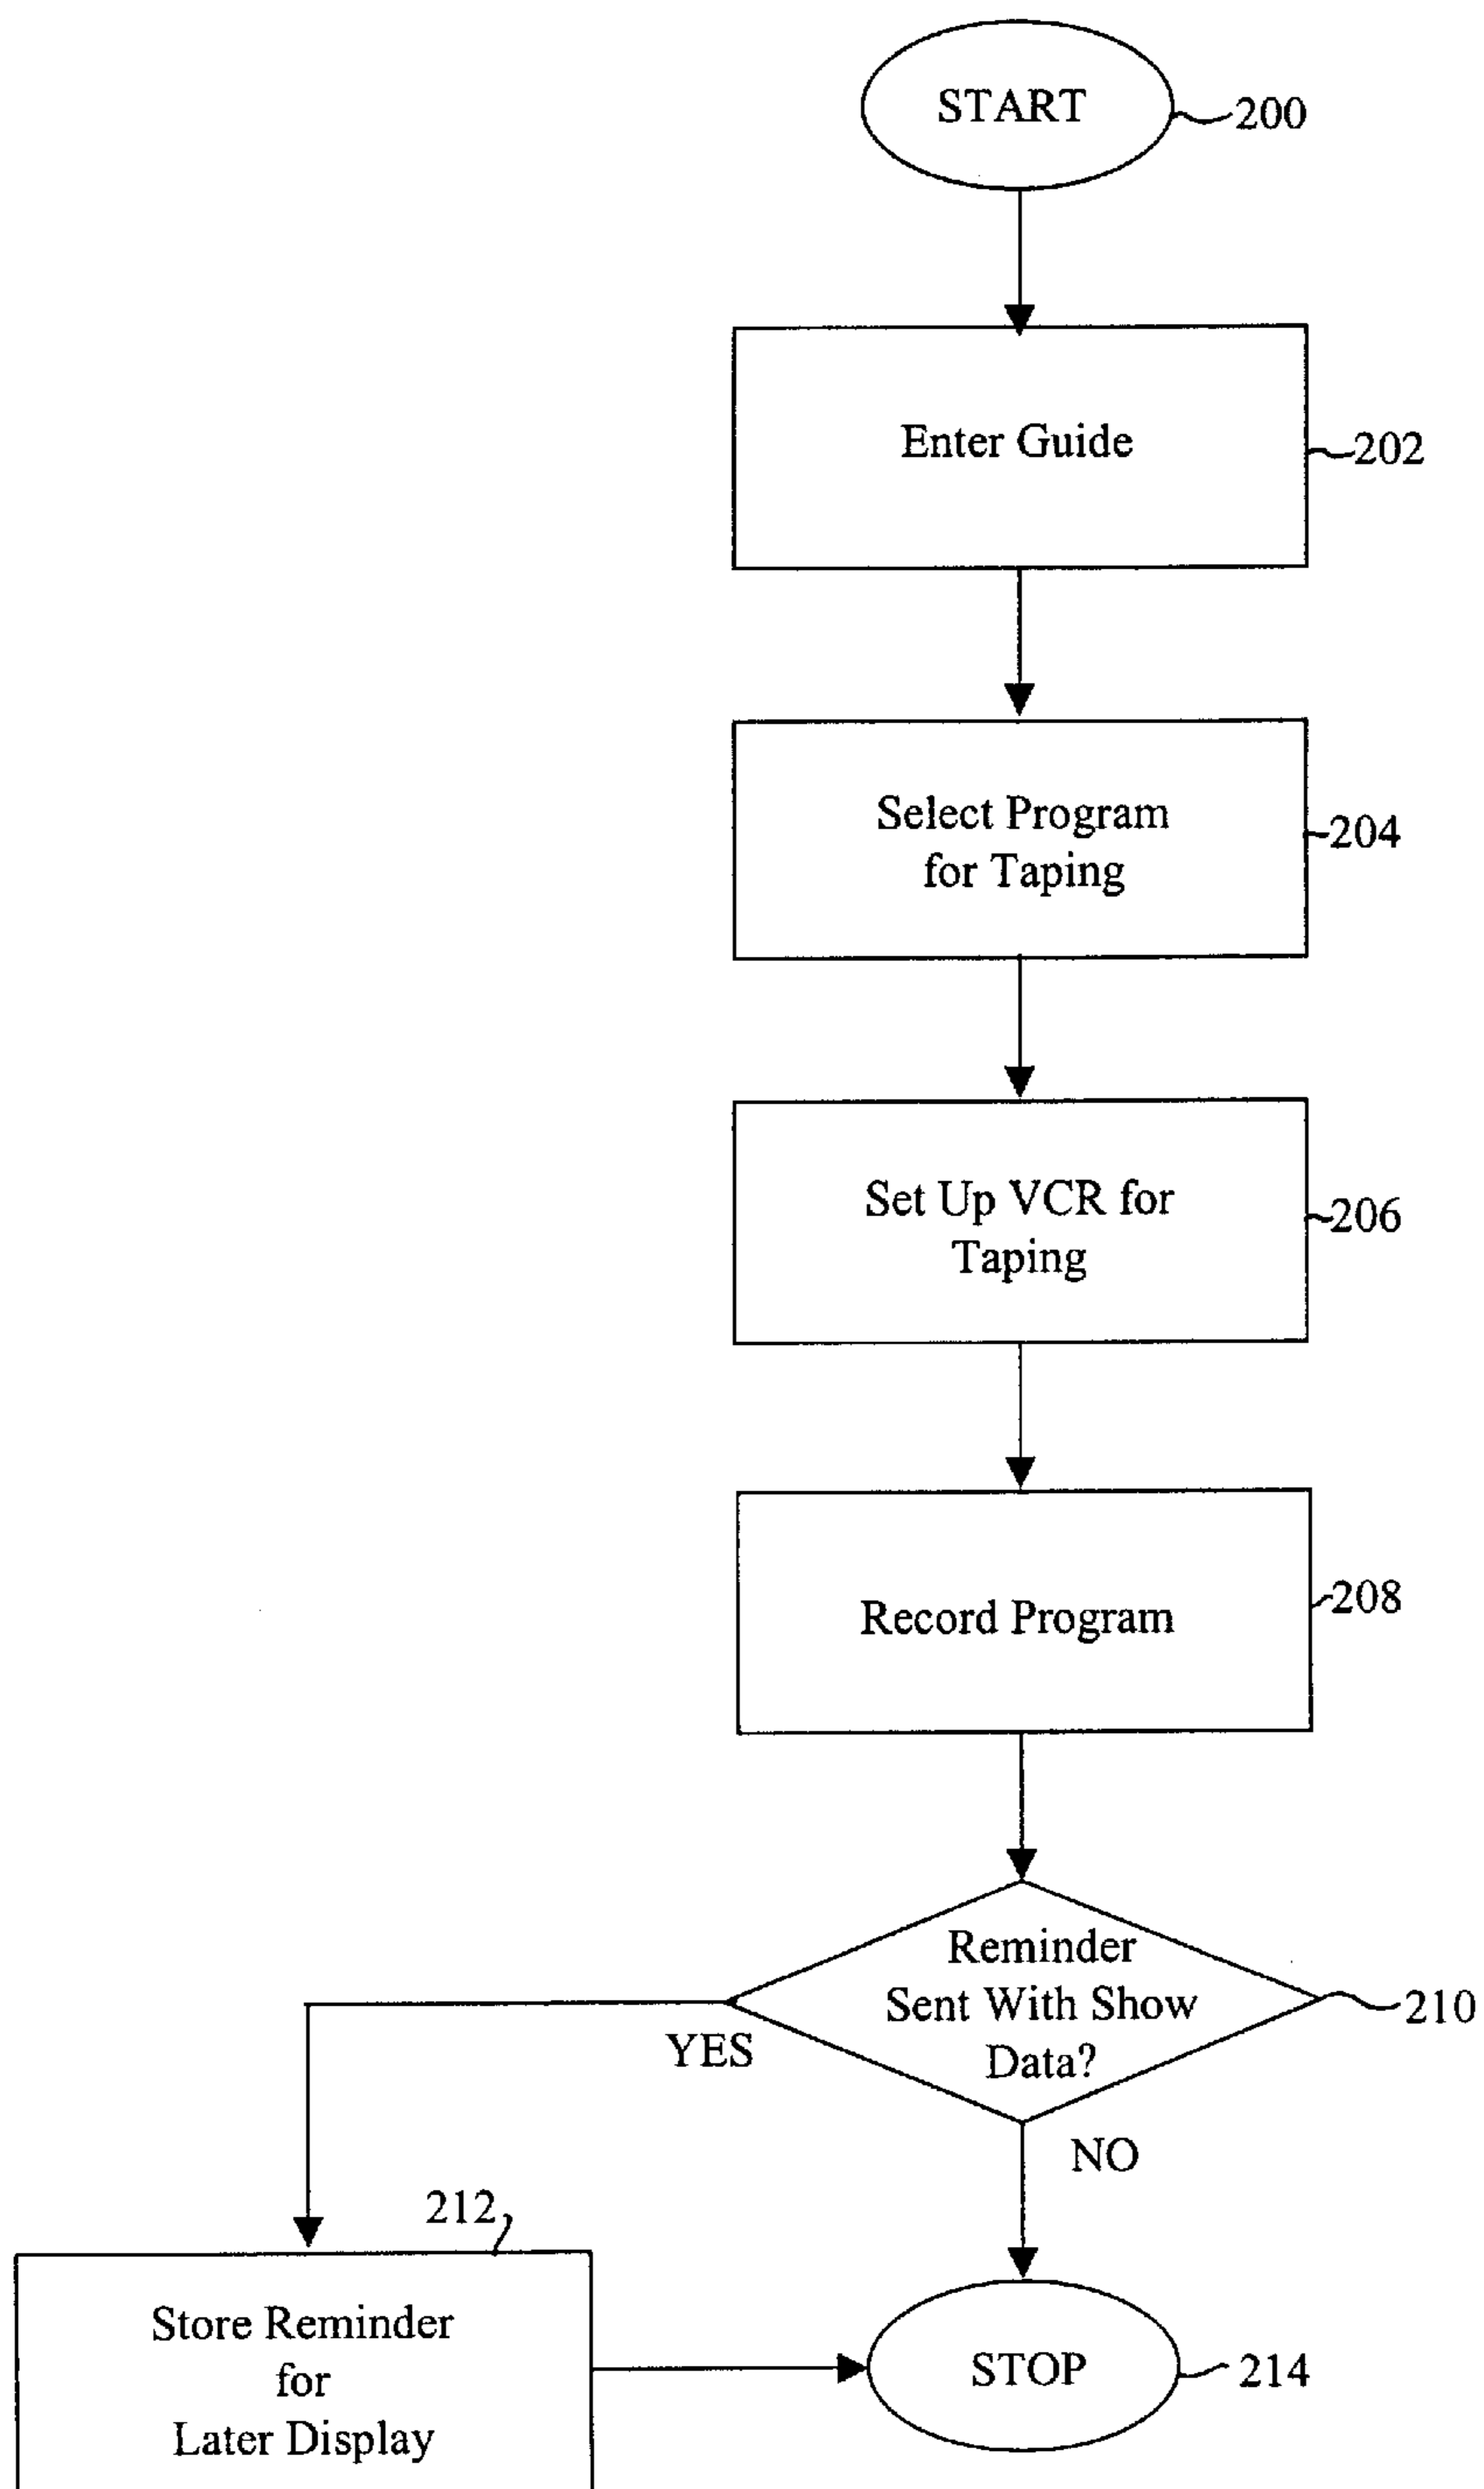 START
200
Enter Guide
202
Select Program
for Taping
204
Set Up VCR for
Taping
206
Record Program
208
Reminder
Sent With Show
Data?
210
YES
NO
212
Store Reminder
for
Later Display
STOP
214